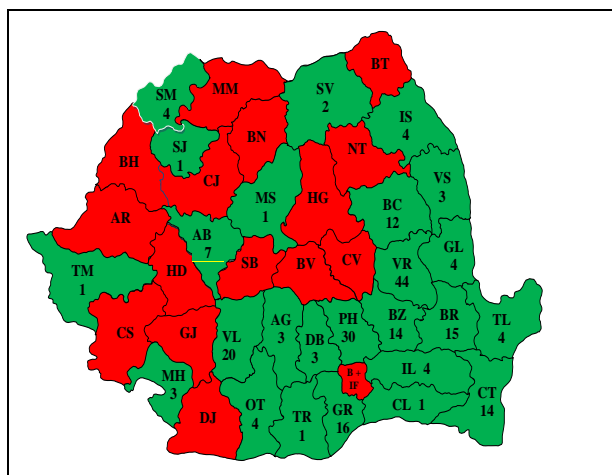 BT
MM
SV
2
SM
4
IS
4
BN
NT
SJ
1
BH
CJ
VS
3
MS
1
HG
BC
12
AR
AB
7
GL
4
TM
1
HD
SB
BV
CV
VR
44
CS
GJ
VL
20
AG
3
DB
3
PH
30
BZ
14
BR
15
TL
4
MH
3
B +
IF
IL 4
CT
14
DJ
OT
4
TR
1
GR
16
CL 1